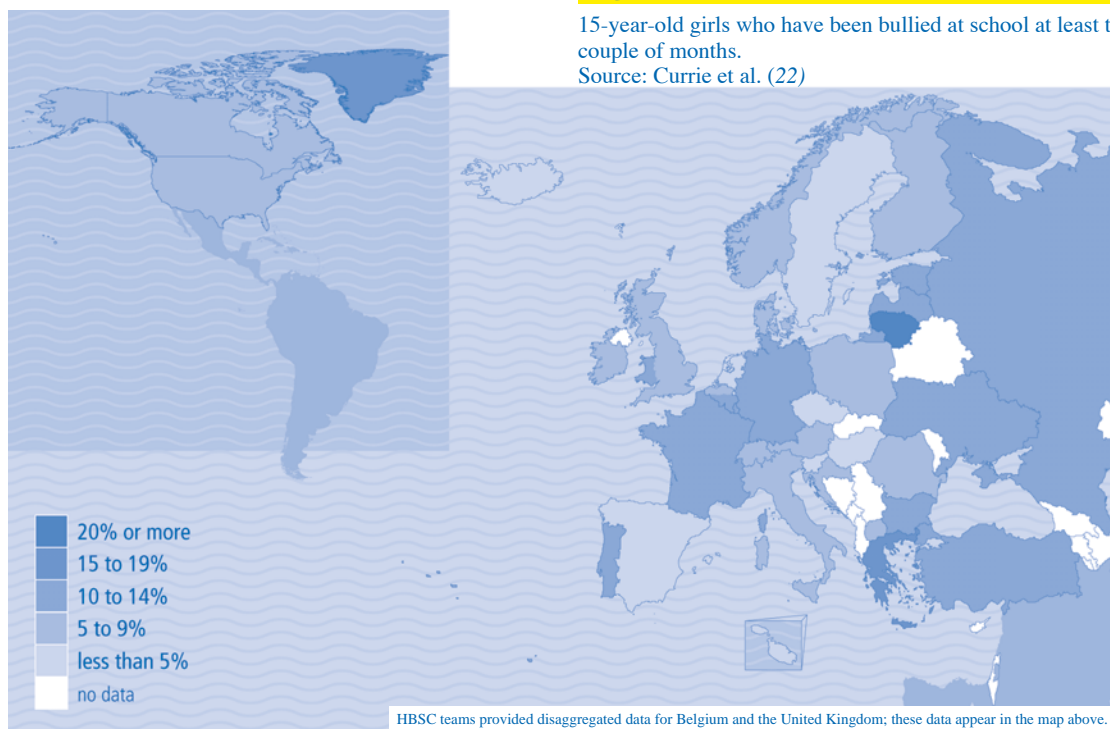 15-year-old girls who have been bullied at school at least t
couple of months.
Source: Currie et al. (22)
20% or more
15 to 19%
10 to 14%
5 to 9%
less than 5%
no data
HBSC teams provided disaggregated data for Belgium and the United Kingdom; these data appear in the map above.